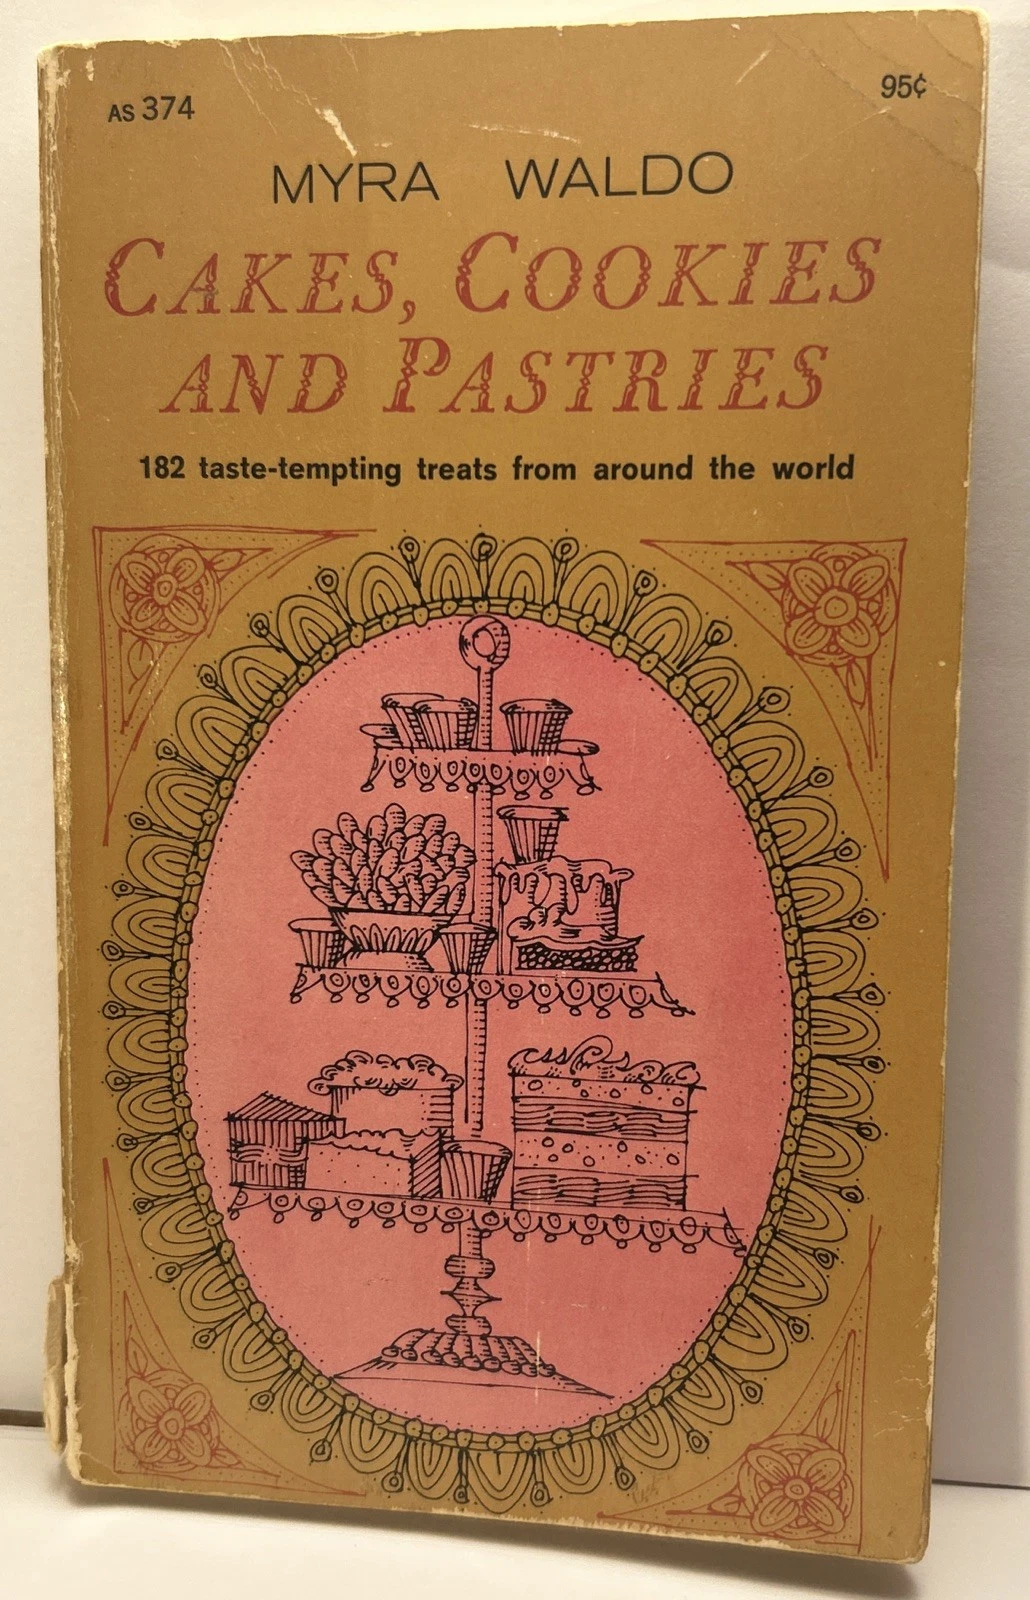 AS 374
95¢
MYRA WALDO
CAKES, COOKIES
AND PASTRIES
182 taste-tempting treats from around the world